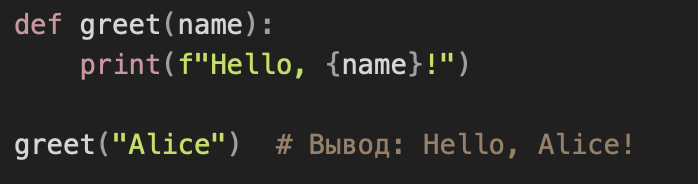 def greet(name):
    print(f"Hello, {name}!")

greet("Alice")  # Вывод: Hello, Alice!